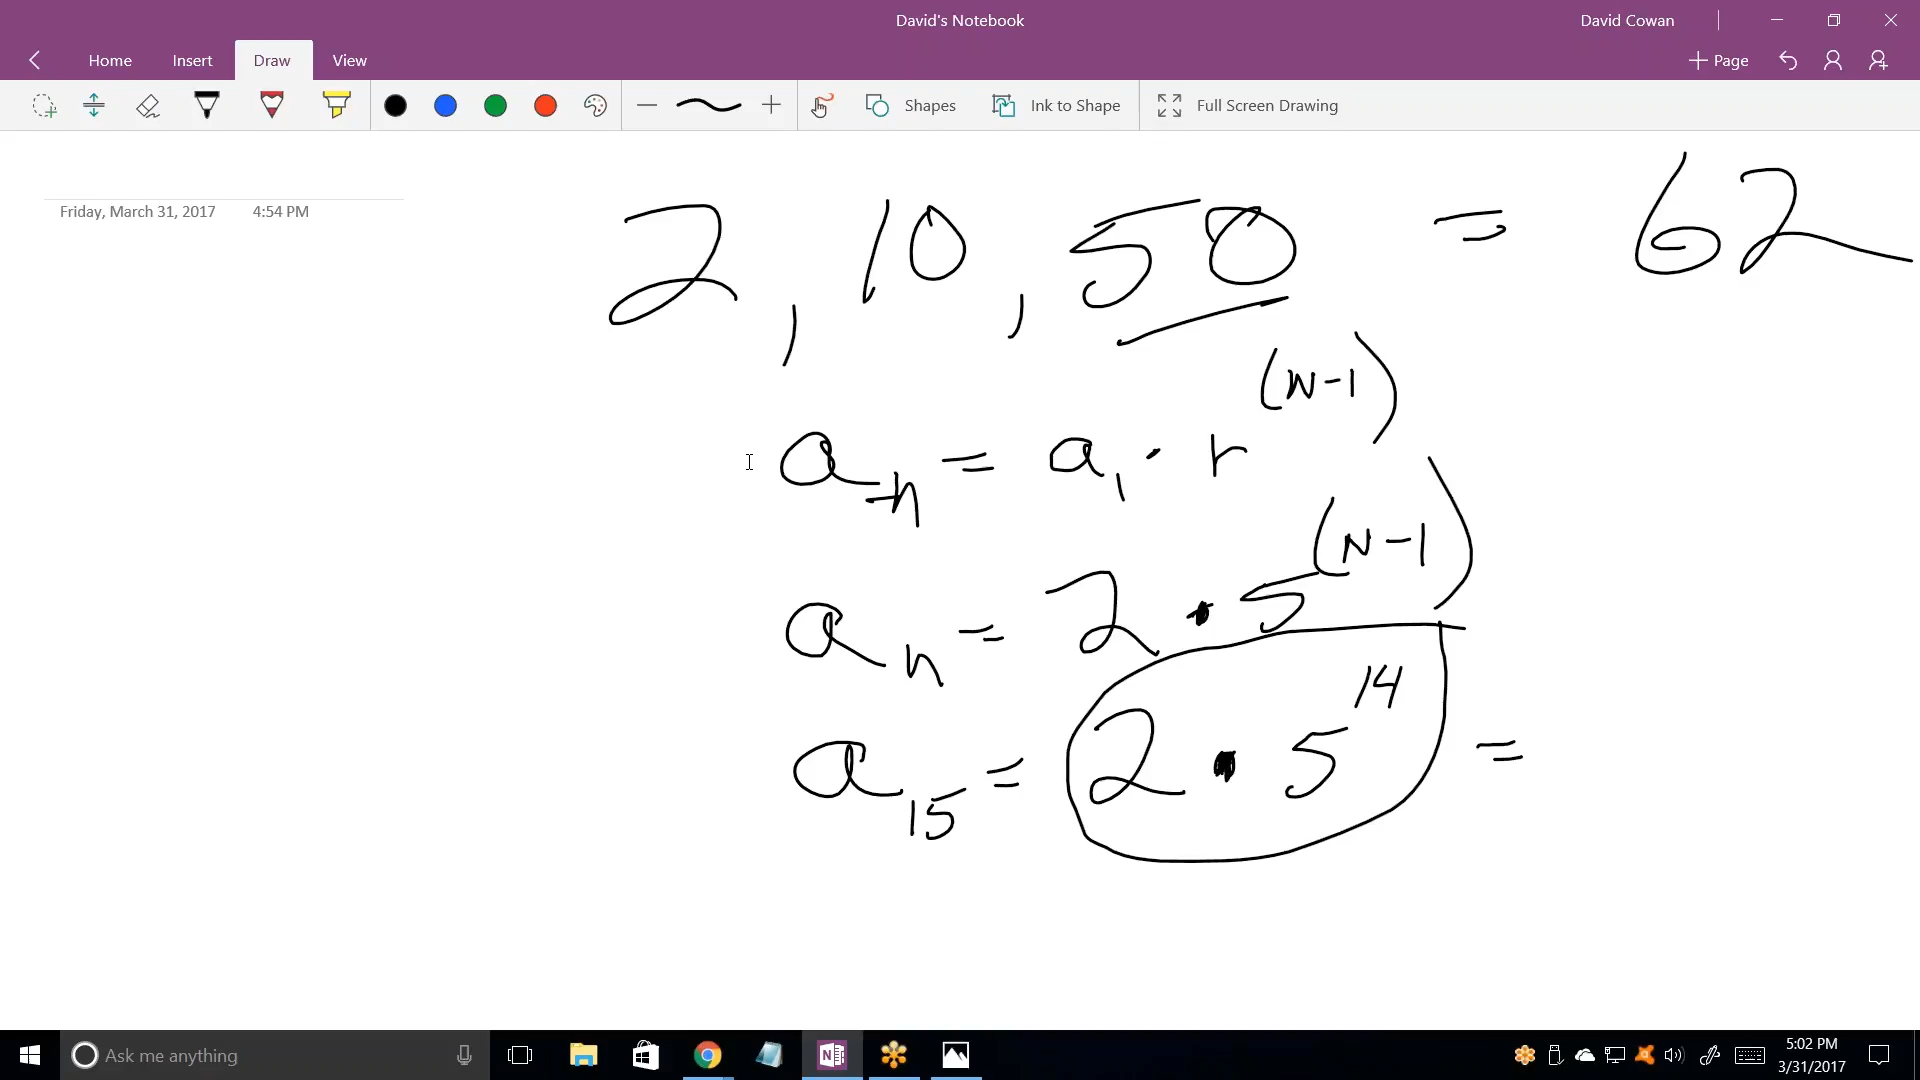 David's Notebook
David Cowan
Home Insert Draw View
Page
Shapes Ink to Shape Full Screen Drawing
Friday, March 31, 2017 4:54 PM
2, 10, 50 = 62
aₙ = a₁ · r⁽ᴺ⁻¹⁾
aₙ = 2 · 5⁽ᴺ⁻¹⁾
a₁₅ = 2 · 5¹⁴ =
Ask me anything
N
5:02 PM
3/31/2017